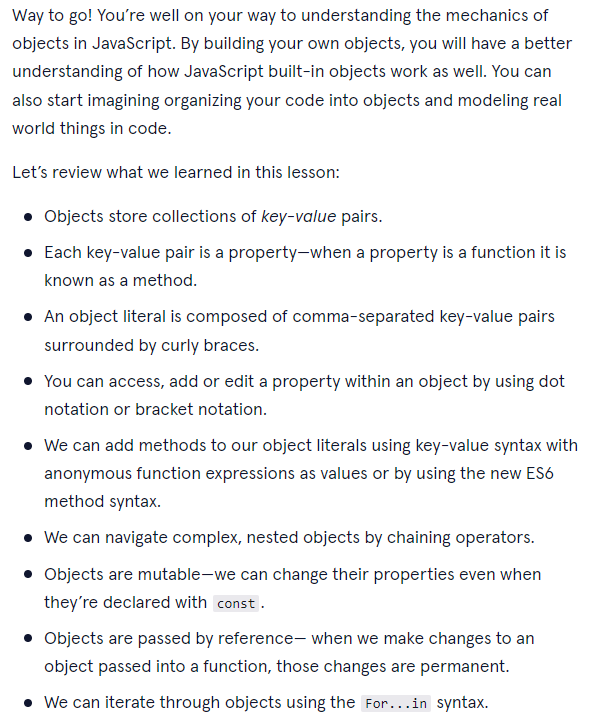 Way to go! You’re well on your way to understanding the mechanics of
objects in JavaScript. By building your own objects, you will have a better
understanding of how JavaScript built-in objects work as well. You can
also start imagining organizing your code into objects and modeling real
world things in code.
Let’s review what we learned in this lesson:
● Objects store collections of key-value pairs.
● Each key-value pair is a property—when a property is a function it is
known as a method.
● An object literal is composed of comma-separated key-value pairs
surrounded by curly braces.
● You can access, add or edit a property within an object by using dot
notation or bracket notation.
● We can add methods to our object literals using key-value syntax with
anonymous function expressions as values or by using the new ES6
method syntax.
● We can navigate complex, nested objects by chaining operators.
● Objects are mutable—we can change their properties even when
they’re declared with const.
● Objects are passed by reference— when we make changes to an
object passed into a function, those changes are permanent.
● We can iterate through objects using the For...in syntax.